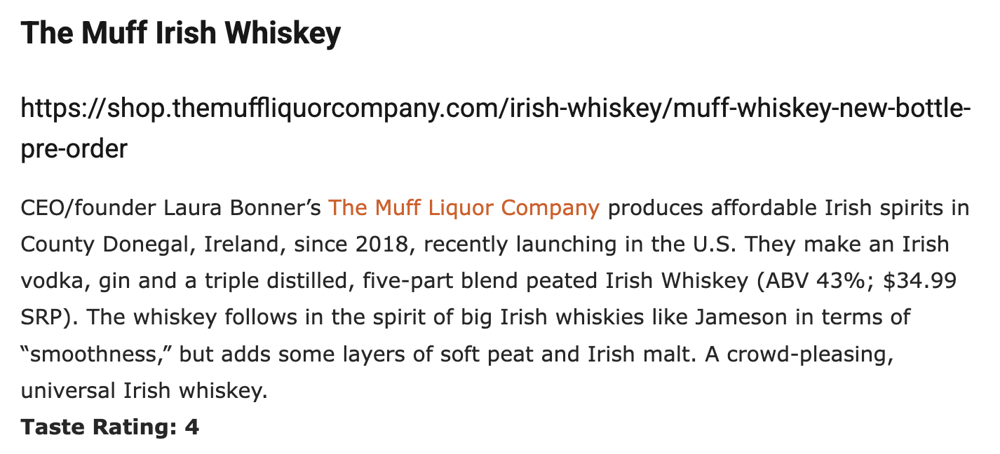 The Muff Irish Whiskey
https://shop.themuffliquorcompany.com/irish-whiskey/muff-whiskey-new-bottle-
pre-order
CEO/founder Laura Bonner’s The Muff Liquor Company produces affordable Irish spirits in
County Donegal, Ireland, since 2018, recently launching in the U.S. They make an Irish
vodka, gin and a triple distilled, five-part blend peated Irish Whiskey (ABV 43%; $34.99
SRP). The whiskey follows in the spirit of big Irish whiskies like Jameson in terms of
“smoothness,” but adds some layers of soft peat and Irish malt. A crowd-pleasing,
universal Irish whiskey.
Taste Rating: 4